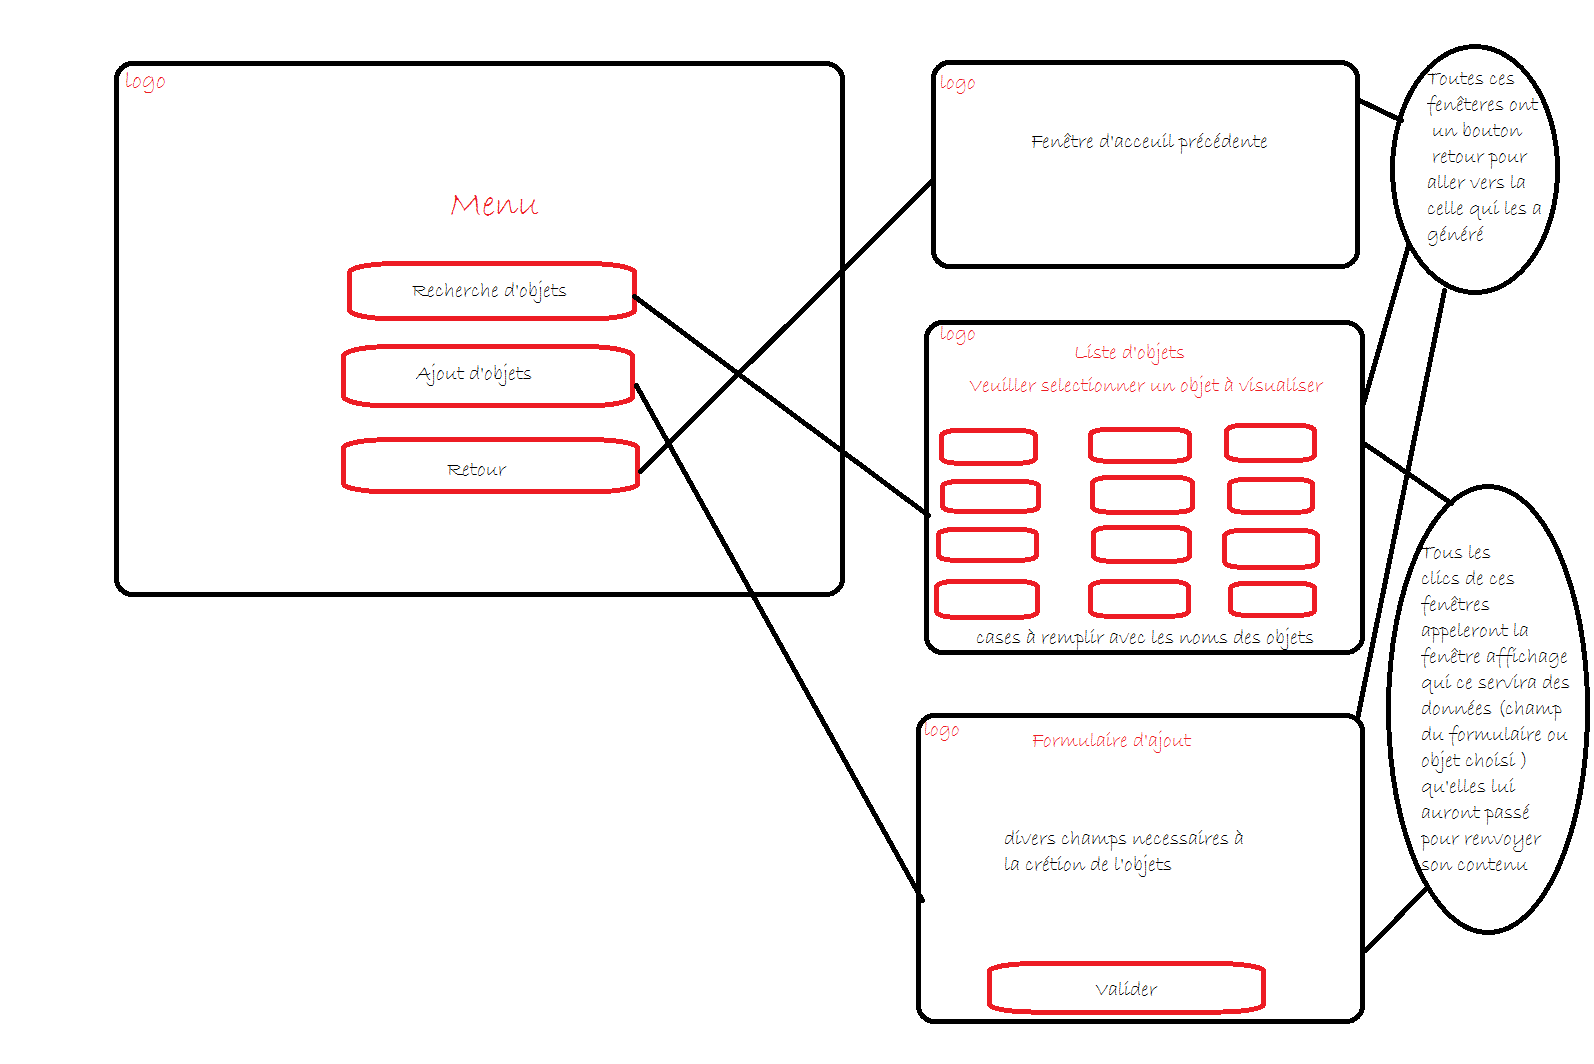 logo
Menu
Recherche d'objets
Ajout d'objets
Retour
logo
Fenêtre d'acceuil précédente
logo
Liste d'objets
Veuiller selectionner un objet à visualiser
cases à remplir avec les noms des objets
logo
Formulaire d'ajout
divers champs necessaires à
la crétion de l'objets
Valider
Toutes ces
fenêteres ont
un bouton
retour pour
aller vers la
celle qui les a
généré
Tous les
clics de ces
fenêtres
appeleront la
fenêtre affichage
qui ce servira des
données (champ
du formulaire ou
objet choisi )
qu'elles lui
auront passé
pour renvoyer
son contenu